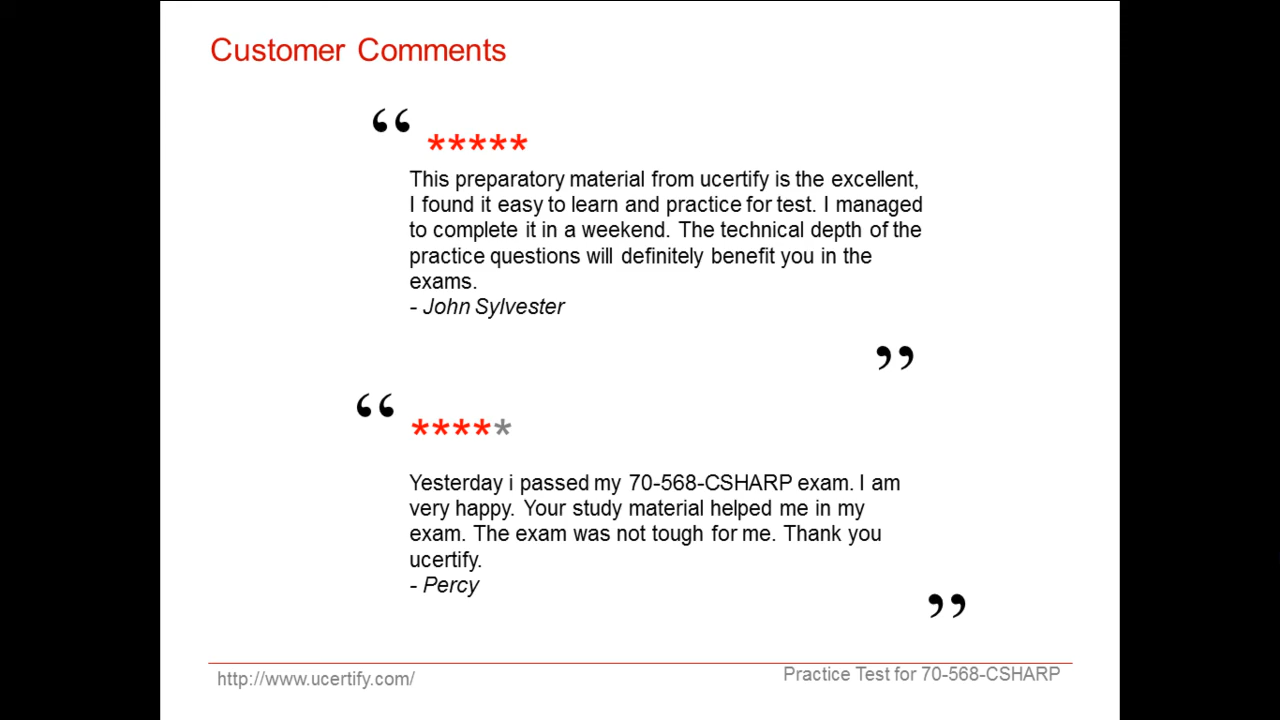 Customer Comments
“
*****
This preparatory material from ucertify is the excellent,
I found it easy to learn and practice for test. I managed
to complete it in a weekend. The technical depth of the
practice questions will definitely benefit you in the
exams.
- John Sylvester
”
“
*****
Yesterday i passed my 70-568-CSHARP exam. I am
very happy. Your study material helped me in my
exam. The exam was not tough for me. Thank you
ucertify.
- Percy
”
http://www.ucertify.com/
Practice Test for 70-568-CSHARP